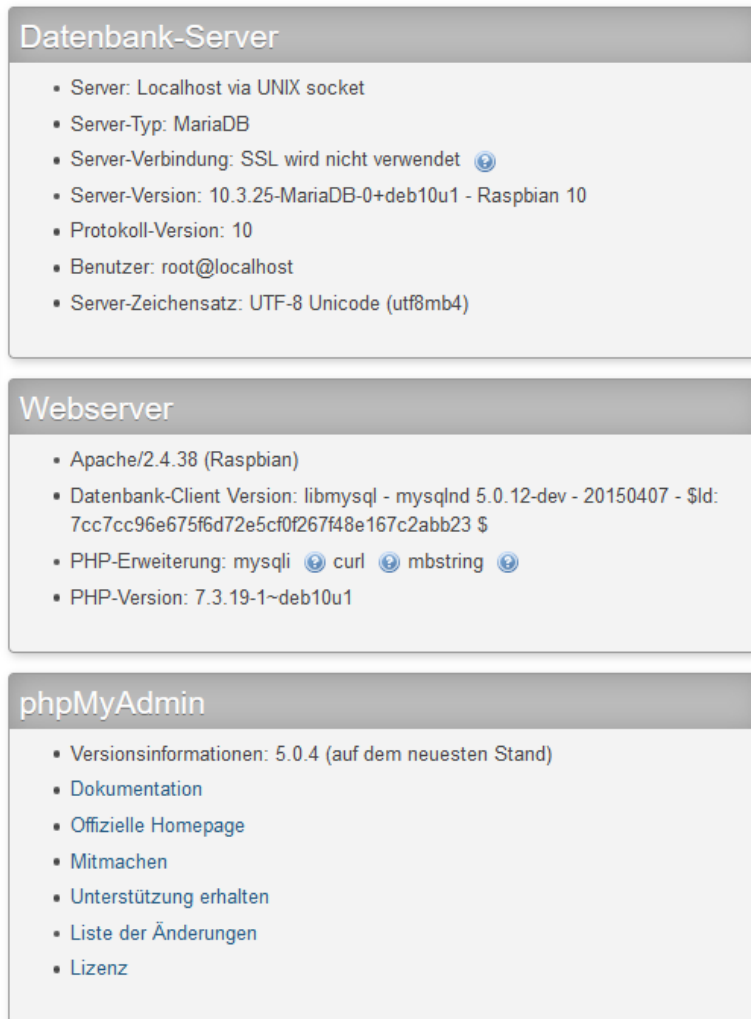 Datenbank-Server
Server: Localhost via UNIX socket
Server-Typ: MariaDB
Server-Verbindung: SSL wird nicht verwendet
Server-Version: 10.3.25-MariaDB-0+deb10u1 - Raspbian 10
Protokoll-Version: 10
Benutzer: root@localhost
Server-Zeichensatz: UTF-8 Unicode (utf8mb4)
Webserver
Apache/2.4.38 (Raspbian)
Datenbank-Client Version: libmysql - mysqlnd 5.0.12-dev - 20150407 - $Id:
7cc7cc96e675f6d72e5cf0f267f48e167c2abb23 $
PHP-Erweiterung: mysqli curl mbstring
PHP-Version: 7.3.19-1~deb10u1
phpMyAdmin
Versionsinformationen: 5.0.4 (auf dem neuesten Stand)
Dokumentation
Offizielle Homepage
Mitmachen
Unterstützung erhalten
Liste der Änderungen
Lizenz